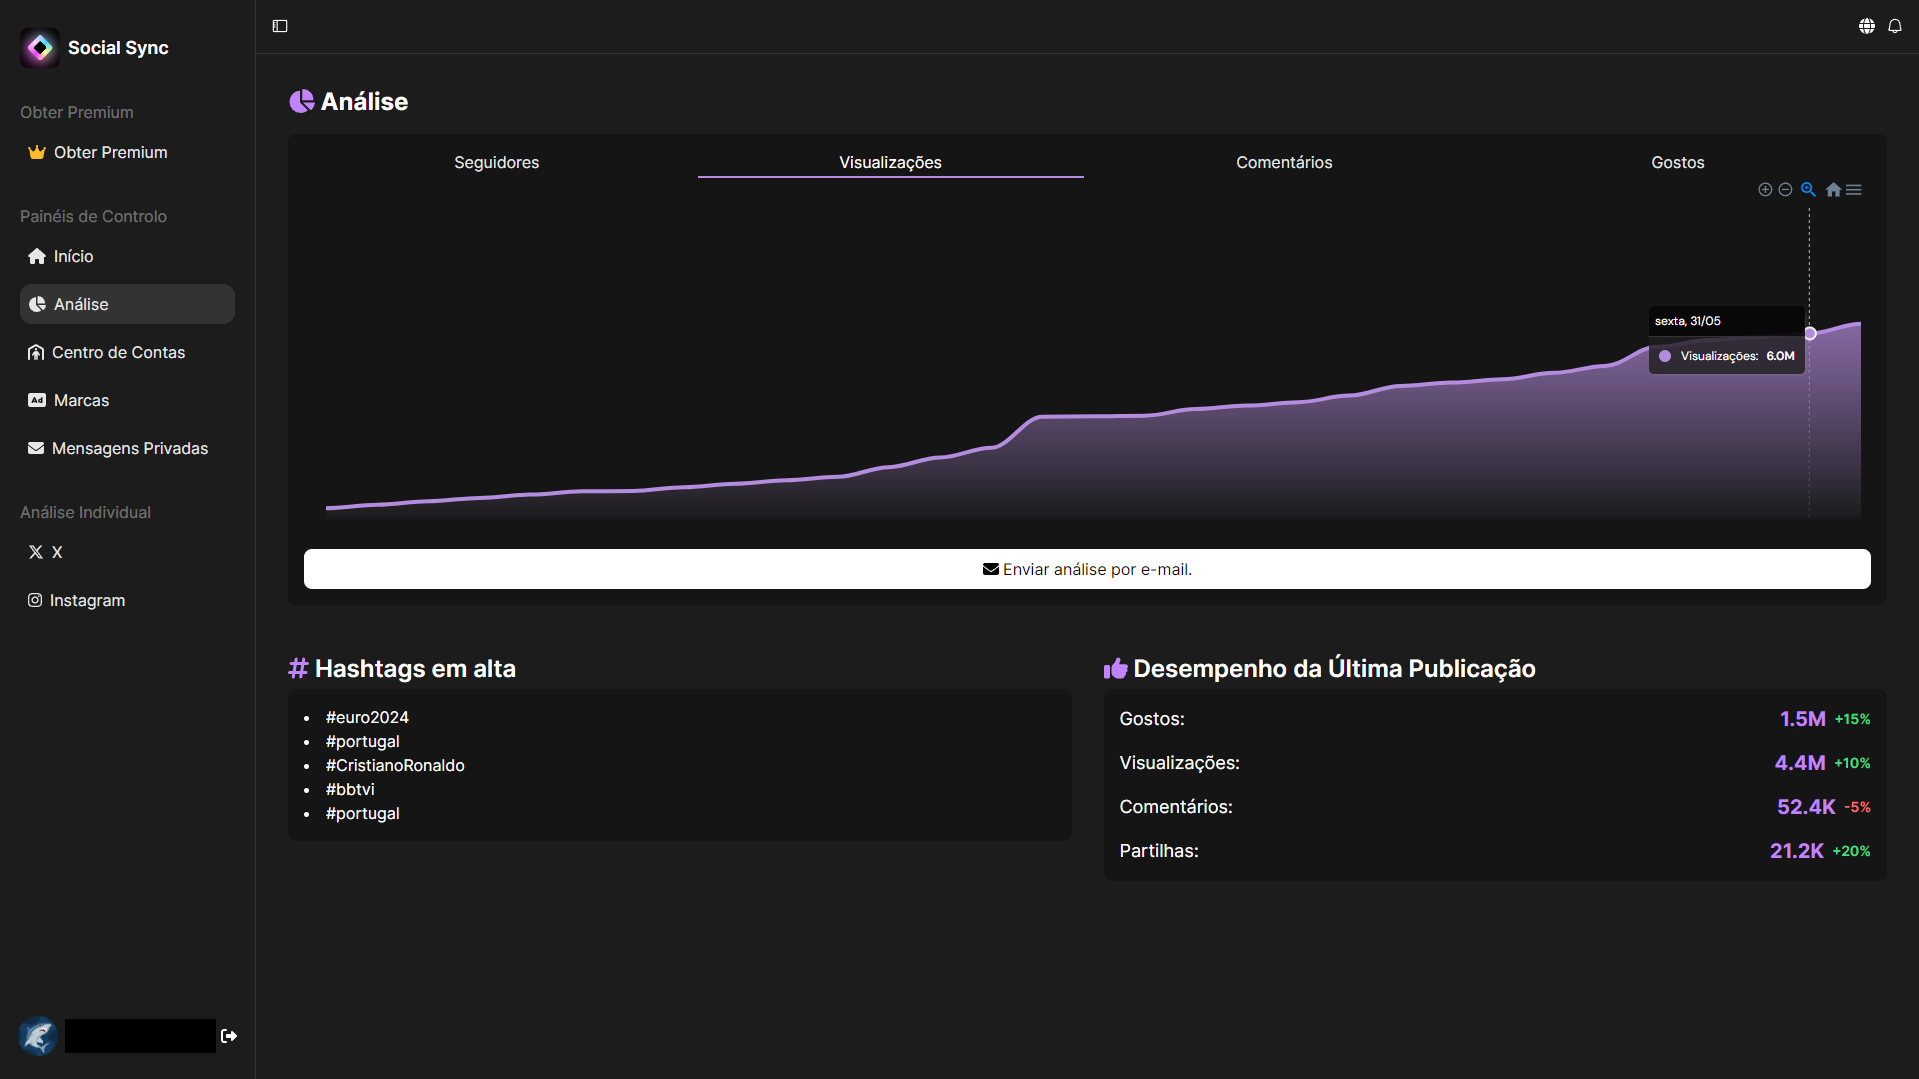 Social Sync
Obter Premium
Obter Premium
Painéis de Controlo
Início
Análise
Centro de Contas
Ad Marcas
Mensagens Privadas
Análise Individual
X
Instagram
Análise
Seguidores
Visualizações
Comentários
Gostos
sexta, 31/05
Visualizações: 6.0M
Enviar análise por e-mail.
# Hashtags em alta
#euro2024
#portugal
#CristianoRonaldo
#bbtvi
#portugal
Desempenho da Última Publicação
Gostos: 1.5M +15%
Visualizações: 4.4M +10%
Comentários: 52.4K -5%
Partilhas: 21.2K +20%